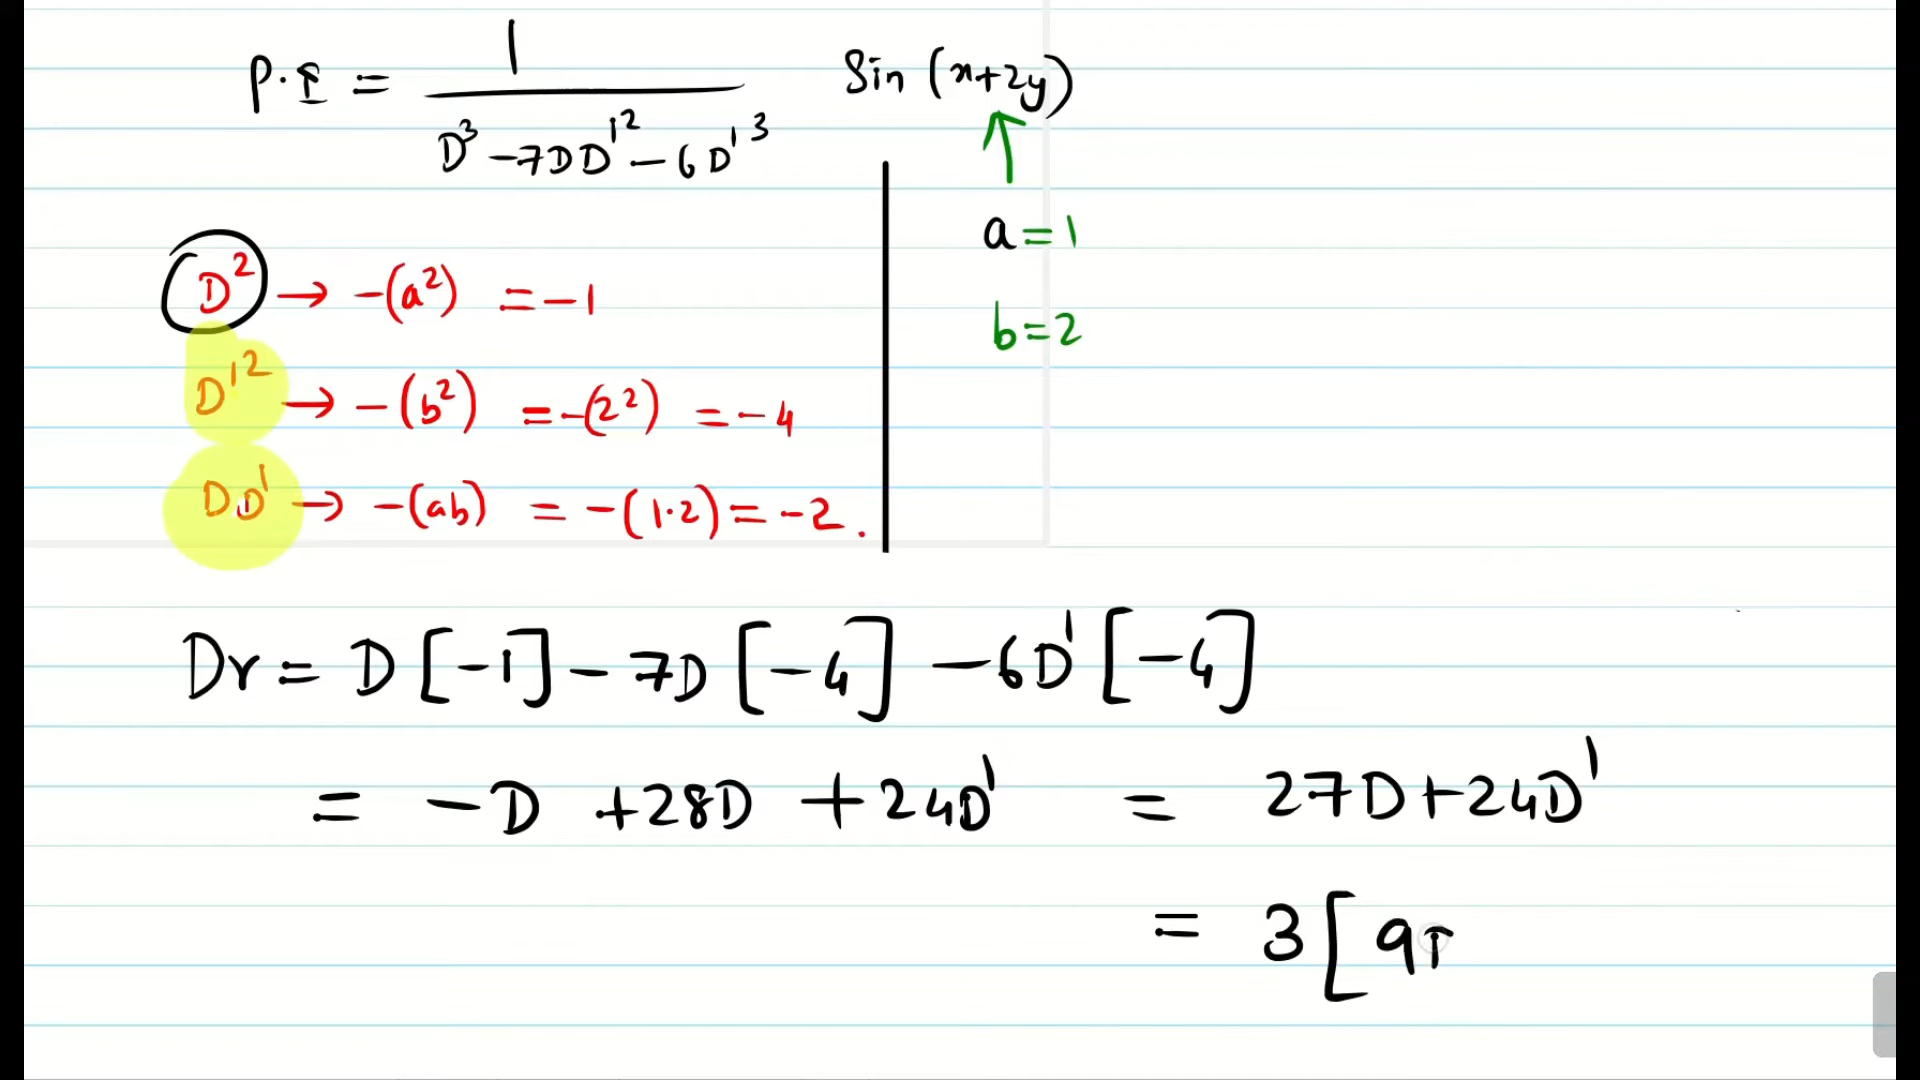 P.I = 1 / (D³ - 7DD'² - 6D'³) Sin (x+2y)
a = 1
D² → -(a²) = -1
b = 2
D'² → -(b²) = -(2²) = -4
DD' → -(ab) = -(1·2) = -2.
Dr = D[-1] - 7D[-4] - 6D'[-4]
= -D + 28D + 24D' = 27D + 24D'
= 3[9